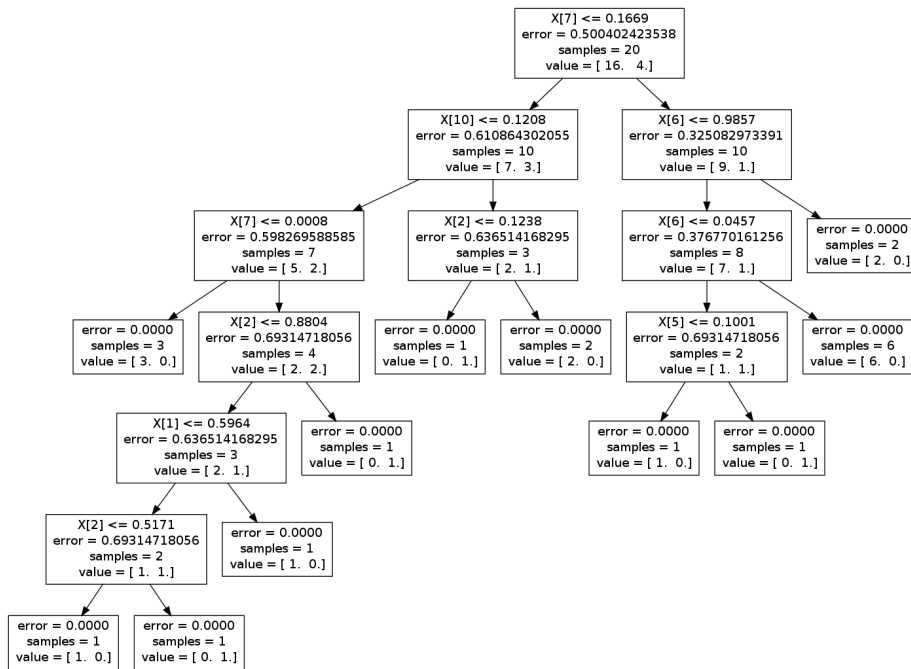 X[7] <= 0.1669
error = 0.500402423538
samples = 20
value = [ 16.   4.]
X[10] <= 0.1208
error = 0.610864302055
samples = 10
value = [ 7.  3.]
X[6] <= 0.9857
error = 0.325082973391
samples = 10
value = [ 9.  1.]
X[7] <= 0.0008
error = 0.598269588585
samples = 7
value = [ 5.  2.]
X[2] <= 0.1238
error = 0.636514168295
samples = 3
value = [ 2.  1.]
X[6] <= 0.0457
error = 0.376770161256
samples = 8
value = [ 7.  1.]
error = 0.0000
samples = 2
value = [ 2.  0.]
error = 0.0000
samples = 3
value = [ 3.  0.]
X[2] <= 0.8804
error = 0.69314718056
samples = 4
value = [ 2.  2.]
error = 0.0000
samples = 1
value = [ 0.  1.]
error = 0.0000
samples = 2
value = [ 2.  0.]
X[5] <= 0.1001
error = 0.69314718056
samples = 2
value = [ 1.  1.]
error = 0.0000
samples = 6
value = [ 6.  0.]
X[1] <= 0.5964
error = 0.636514168295
samples = 3
value = [ 2.  1.]
error = 0.0000
samples = 1
value = [ 0.  1.]
error = 0.0000
samples = 1
value = [ 1.  0.]
error = 0.0000
samples = 1
value = [ 0.  1.]
X[2] <= 0.5171
error = 0.69314718056
samples = 2
value = [ 1.  1.]
error = 0.0000
samples = 1
value = [ 1.  0.]
error = 0.0000
samples = 1
value = [ 1.  0.]
error = 0.0000
samples = 1
value = [ 0.  1.]